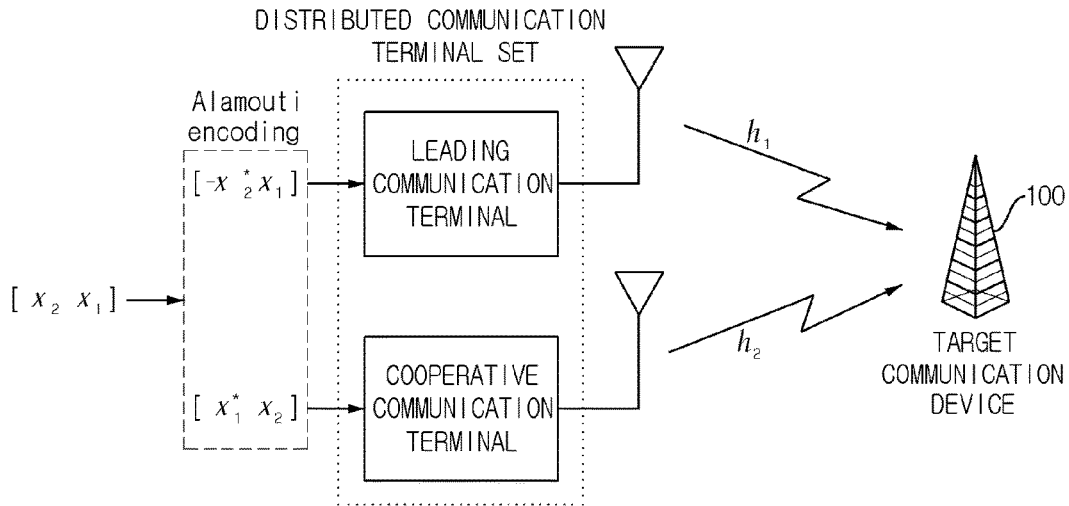 DISTRIBUTED COMMUNICATION
TERMINAL SET
Alamouti
encoding
[-x *2 x1]
LEADING
COMMUNICATION
TERMINAL
h1
100
[ x2 x1]
h2
[ x*1 x2]
COOPERATIVE
COMMUNICATION
TERMINAL
TARGET
COMMUNICATION
DEVICE